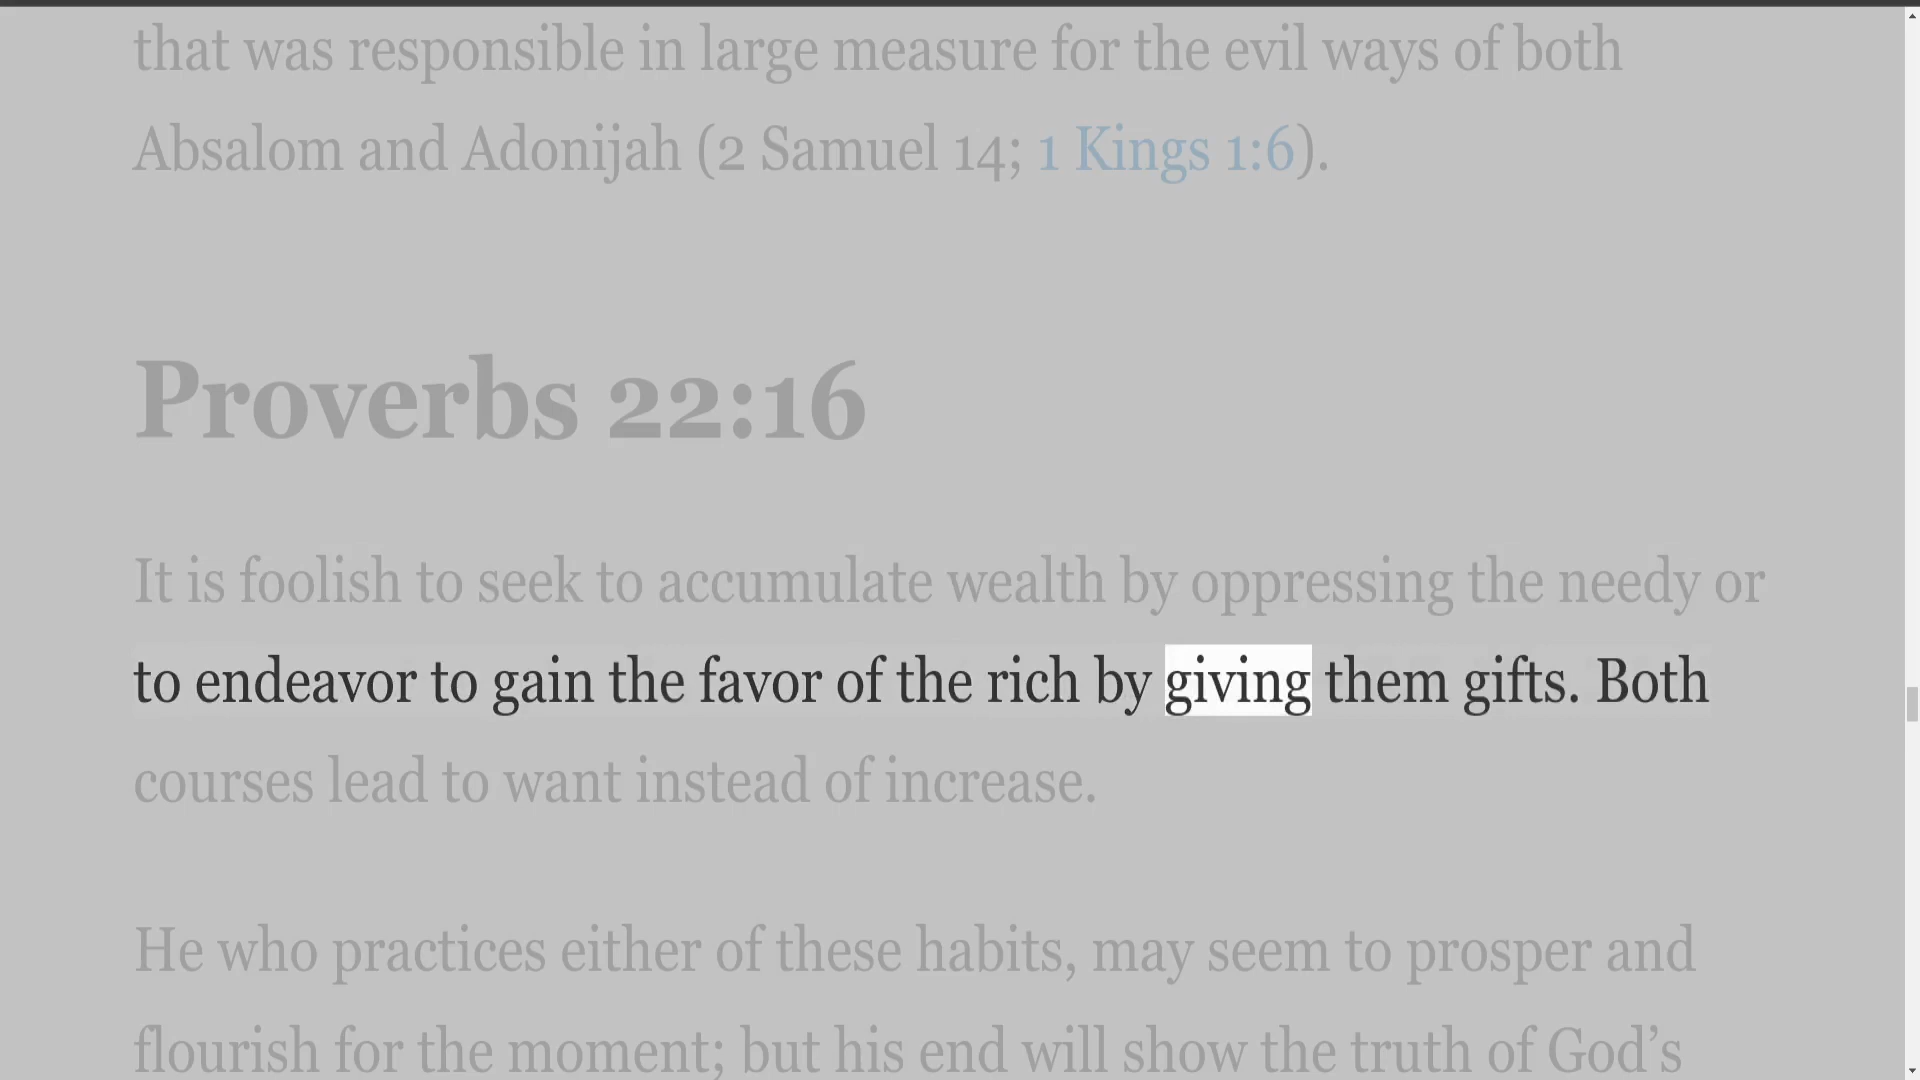 that was responsible in large measure for the evil ways of both
Absalom and Adonijah (2 Samuel 14; 1 Kings 1:6).
Proverbs 22:16
It is foolish to seek to accumulate wealth by oppressing the needy or
to endeavor to gain the favor of the rich by giving them gifts. Both
courses lead to want instead of increase.
He who practices either of these habits, may seem to prosper and
flourish for the moment; but his end will show the truth of God’s